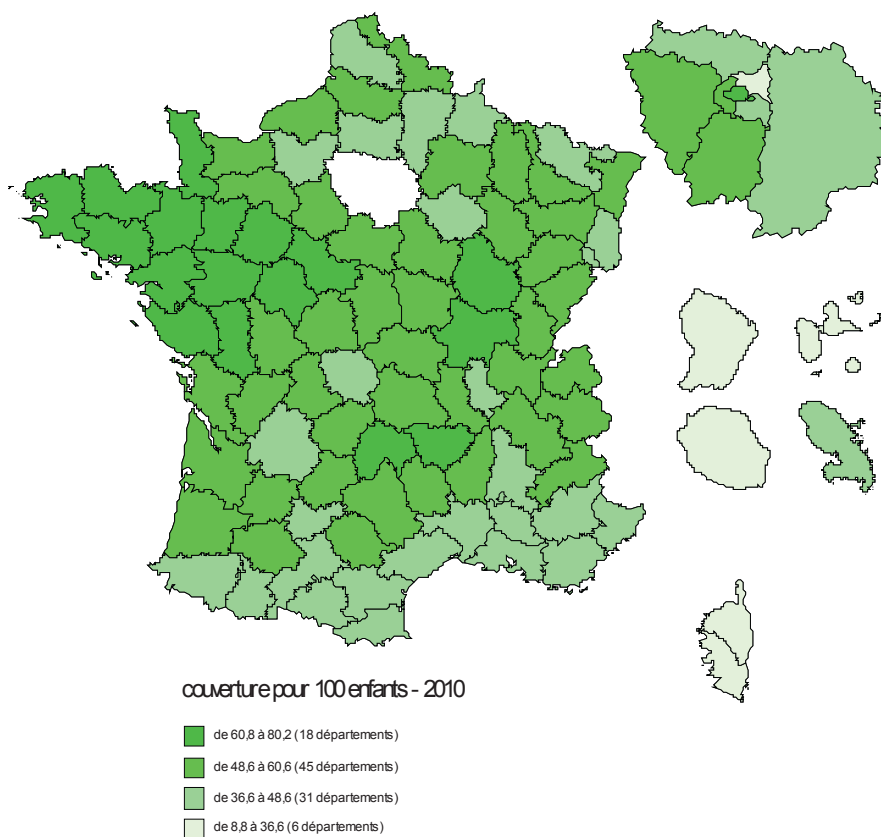 couverture pour 100 enfants - 2010
de 60,8 à 80,2 (18 départements)
de 48,6 à 60,6 (45 départements)
de 36,6 à 48,6 (31 départements)
de 8,8 à 36,6 (6 départements)